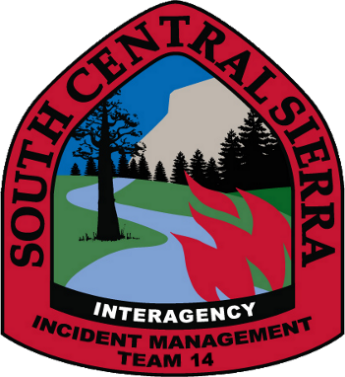 SOUTH CENTRAL SIERRA
INTERAGENCY
INCIDENT MANAGEMENT
TEAM 14